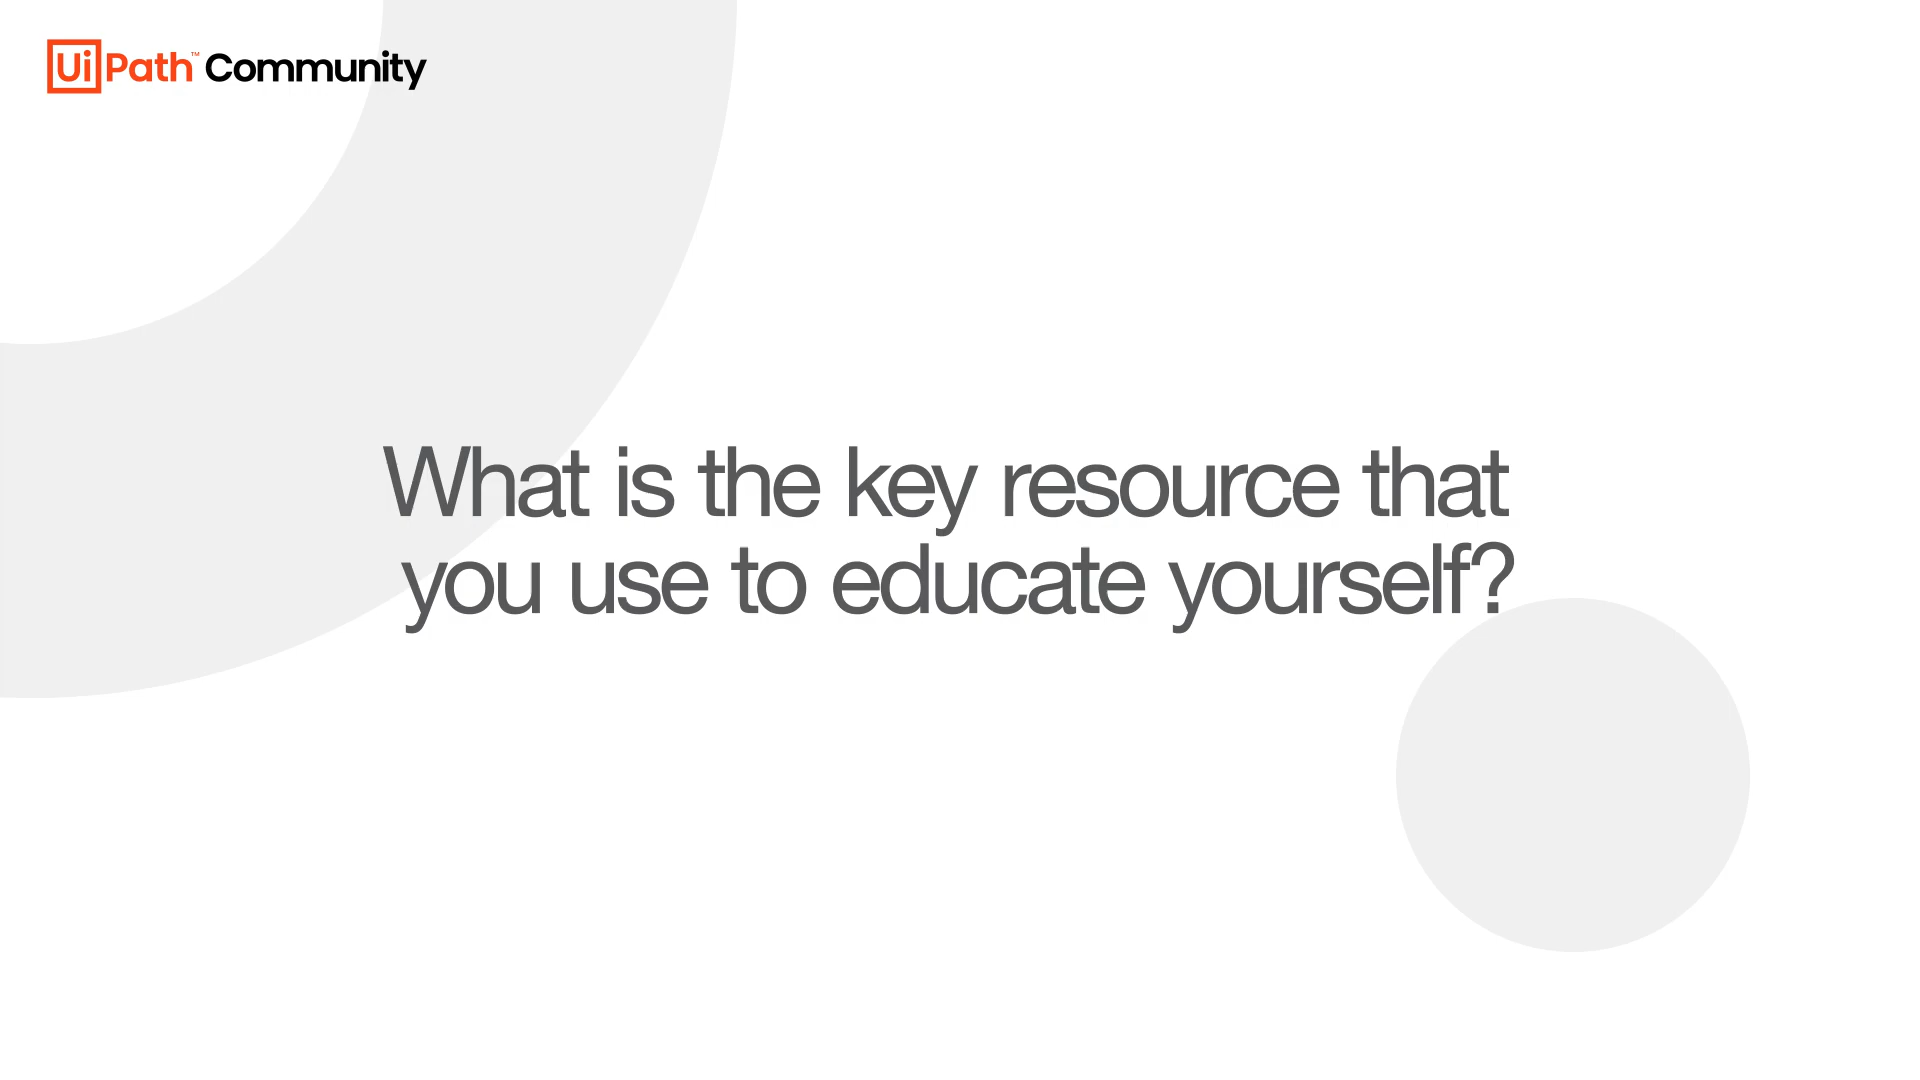 UiPath™ Community
What is the key resource that
you use to educate yourself?